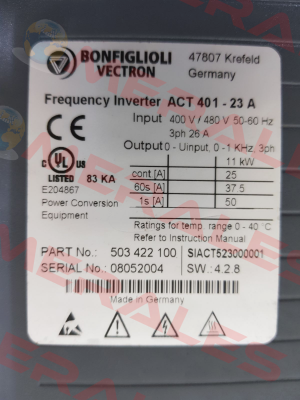 BONFIGLIOLI
VECTRON
47807 Krefeld
Germany
Frequency Inverter ACT 401 - 23 A
Input 400 V / 480 V 50-60 Hz
3ph 26 A
Output 0 - Uinput, 0 - 1 KHz, 3ph
11 kW
cont.[A] 25
60s [A] 37.5
1s [A] 50
CE
C UL US
LISTED 83 KA
E204867
Power Conversion
Equipment
Ratings for temp. range 0 - 40 °C
Refer to Instruction Manual
PART No.: 503 422 100 SIACT523000001
SERIAL No.: 08052004 SW.: 4.2.8
Made in Germany